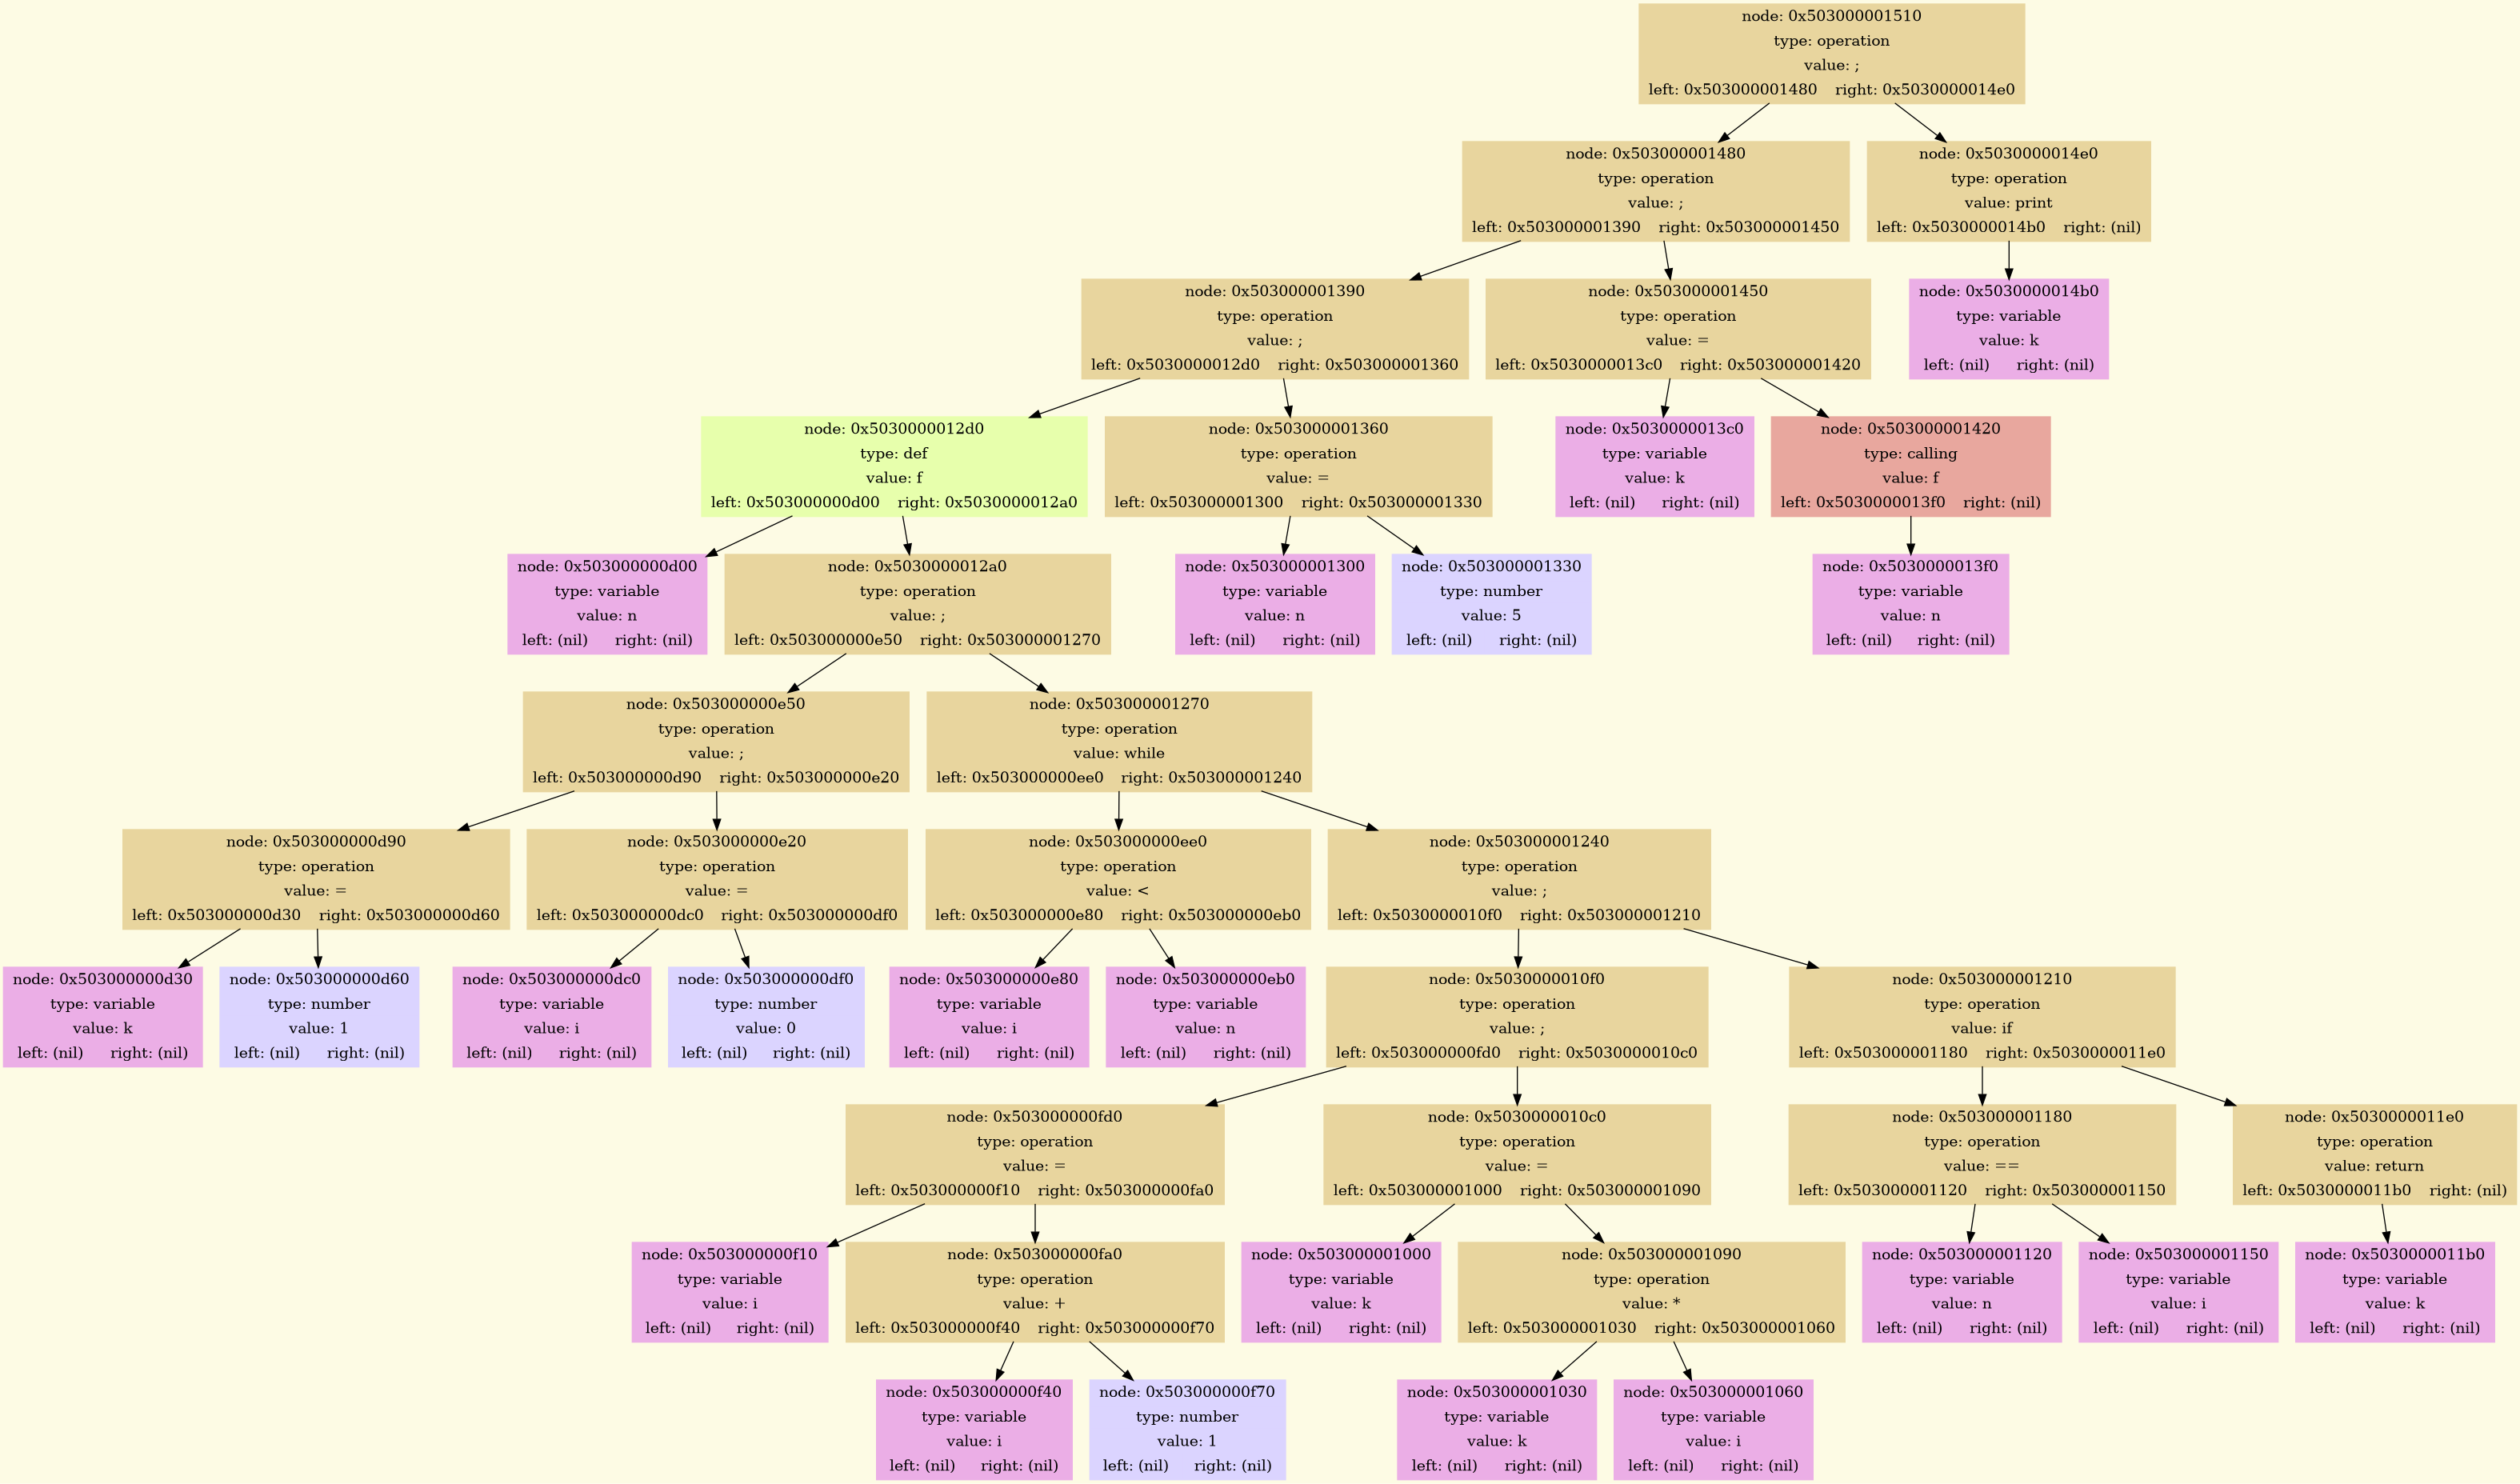 node: 0x503000001510
type: operation
value: ;
left: 0x503000001480 right: 0x5030000014e0
node: 0x503000001480
type: operation
value: ;
left: 0x503000001390 right: 0x503000001450
node: 0x5030000014e0
type: operation
value: print
left: 0x5030000014b0 right: (nil)
node: 0x503000001390
type: operation
value: ;
left: 0x5030000012d0 right: 0x503000001360
node: 0x503000001450
type: operation
value: =
left: 0x5030000013c0 right: 0x503000001420
node: 0x5030000014b0
type: variable
value: k
left: (nil) right: (nil)
node: 0x5030000012d0
type: def
value: f
left: 0x503000000d00 right: 0x5030000012a0
node: 0x503000001360
type: operation
value: =
left: 0x503000001300 right: 0x503000001330
node: 0x5030000013c0
type: variable
value: k
left: (nil) right: (nil)
node: 0x503000001420
type: calling
value: f
left: 0x5030000013f0 right: (nil)
node: 0x503000000d00
type: variable
value: n
left: (nil) right: (nil)
node: 0x5030000012a0
type: operation
value: ;
left: 0x503000000e50 right: 0x503000001270
node: 0x503000001300
type: variable
value: n
left: (nil) right: (nil)
node: 0x503000001330
type: number
value: 5
left: (nil) right: (nil)
node: 0x5030000013f0
type: variable
value: n
left: (nil) right: (nil)
node: 0x503000000e50
type: operation
value: ;
left: 0x503000000d90 right: 0x503000000e20
node: 0x503000001270
type: operation
value: while
left: 0x503000000ee0 right: 0x503000001240
node: 0x503000000d90
type: operation
value: =
left: 0x503000000d30 right: 0x503000000d60
node: 0x503000000e20
type: operation
value: =
left: 0x503000000dc0 right: 0x503000000df0
node: 0x503000000ee0
type: operation
value: <
left: 0x503000000e80 right: 0x503000000eb0
node: 0x503000001240
type: operation
value: ;
left: 0x5030000010f0 right: 0x503000001210
node: 0x503000000d30
type: variable
value: k
left: (nil) right: (nil)
node: 0x503000000d60
type: number
value: 1
left: (nil) right: (nil)
node: 0x503000000dc0
type: variable
value: i
left: (nil) right: (nil)
node: 0x503000000df0
type: number
value: 0
left: (nil) right: (nil)
node: 0x503000000e80
type: variable
value: i
left: (nil) right: (nil)
node: 0x503000000eb0
type: variable
value: n
left: (nil) right: (nil)
node: 0x5030000010f0
type: operation
value: ;
left: 0x503000000fd0 right: 0x5030000010c0
node: 0x503000001210
type: operation
value: if
left: 0x503000001180 right: 0x5030000011e0
node: 0x503000000fd0
type: operation
value: =
left: 0x503000000f10 right: 0x503000000fa0
node: 0x5030000010c0
type: operation
value: =
left: 0x503000001000 right: 0x503000001090
node: 0x503000001180
type: operation
value: ==
left: 0x503000001120 right: 0x503000001150
node: 0x5030000011e0
type: operation
value: return
left: 0x5030000011b0 right: (nil)
node: 0x503000000f10
type: variable
value: i
left: (nil) right: (nil)
node: 0x503000000fa0
type: operation
value: +
left: 0x503000000f40 right: 0x503000000f70
node: 0x503000001000
type: variable
value: k
left: (nil) right: (nil)
node: 0x503000001090
type: operation
value: *
left: 0x503000001030 right: 0x503000001060
node: 0x503000001120
type: variable
value: n
left: (nil) right: (nil)
node: 0x503000001150
type: variable
value: i
left: (nil) right: (nil)
node: 0x5030000011b0
type: variable
value: k
left: (nil) right: (nil)
node: 0x503000000f40
type: variable
value: i
left: (nil) right: (nil)
node: 0x503000000f70
type: number
value: 1
left: (nil) right: (nil)
node: 0x503000001030
type: variable
value: k
left: (nil) right: (nil)
node: 0x503000001060
type: variable
value: i
left: (nil) right: (nil)